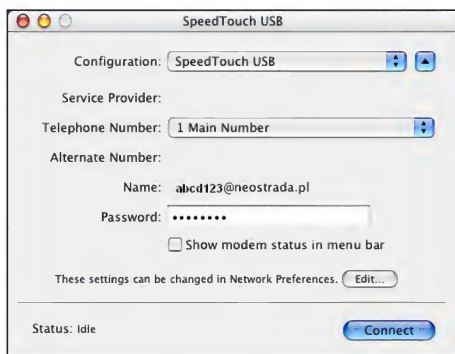 SpeedTouch USB
Configuration: SpeedTouch USB
Service Provider:
Telephone Number: 1 Main Number
Alternate Number:
Name: abcd123@neostrada.pl
Password: ••••••••
Show modem status in menu bar
These settings can be changed in Network Preferences. Edit...
Status: Idle Connect